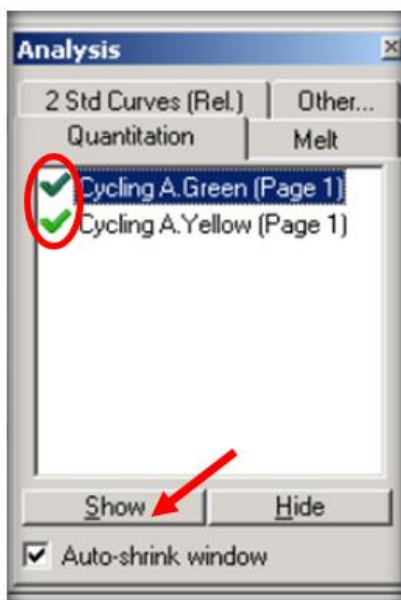 Analysis
2 Std Curves (Rel.) Other...
Quantitation Melt
Cycling A.Green (Page 1)
Cycling A.Yellow (Page 1)
Show Hide
Auto-shrink window